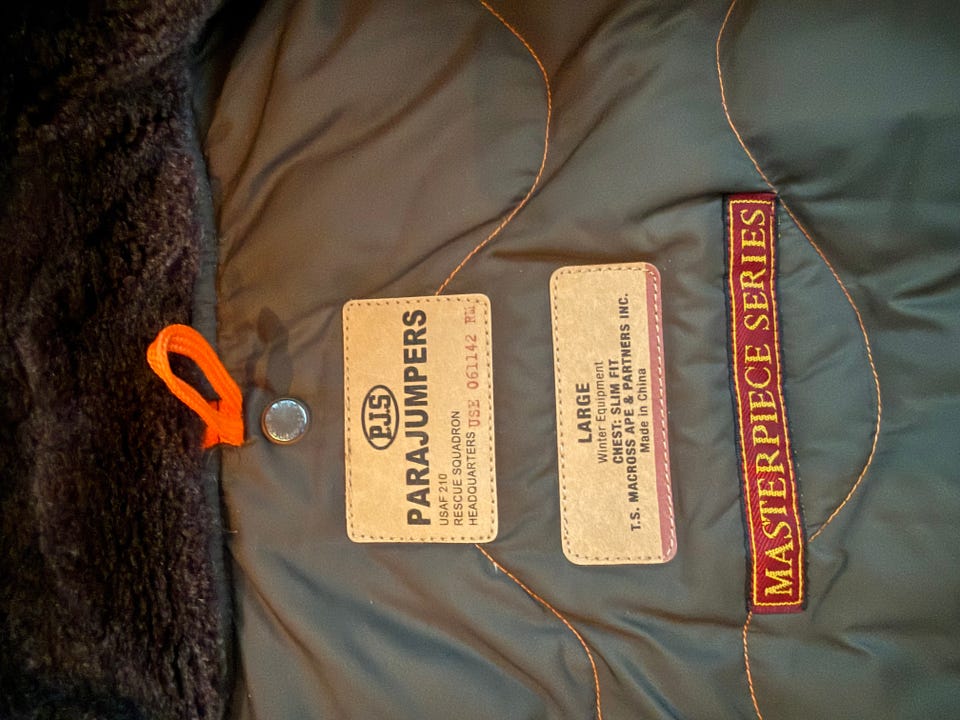 P.J.S
PARAJUMPERS
USAF 210
RESCUE SQUADRON
HEADQUARTERS USE 061142 RW
LARGE
Winter Equipment
CHEST: SLIM FIT
T.S. MACROSS APE & PARTNERS INC.
Made in China
MASTERPIECE SERIES